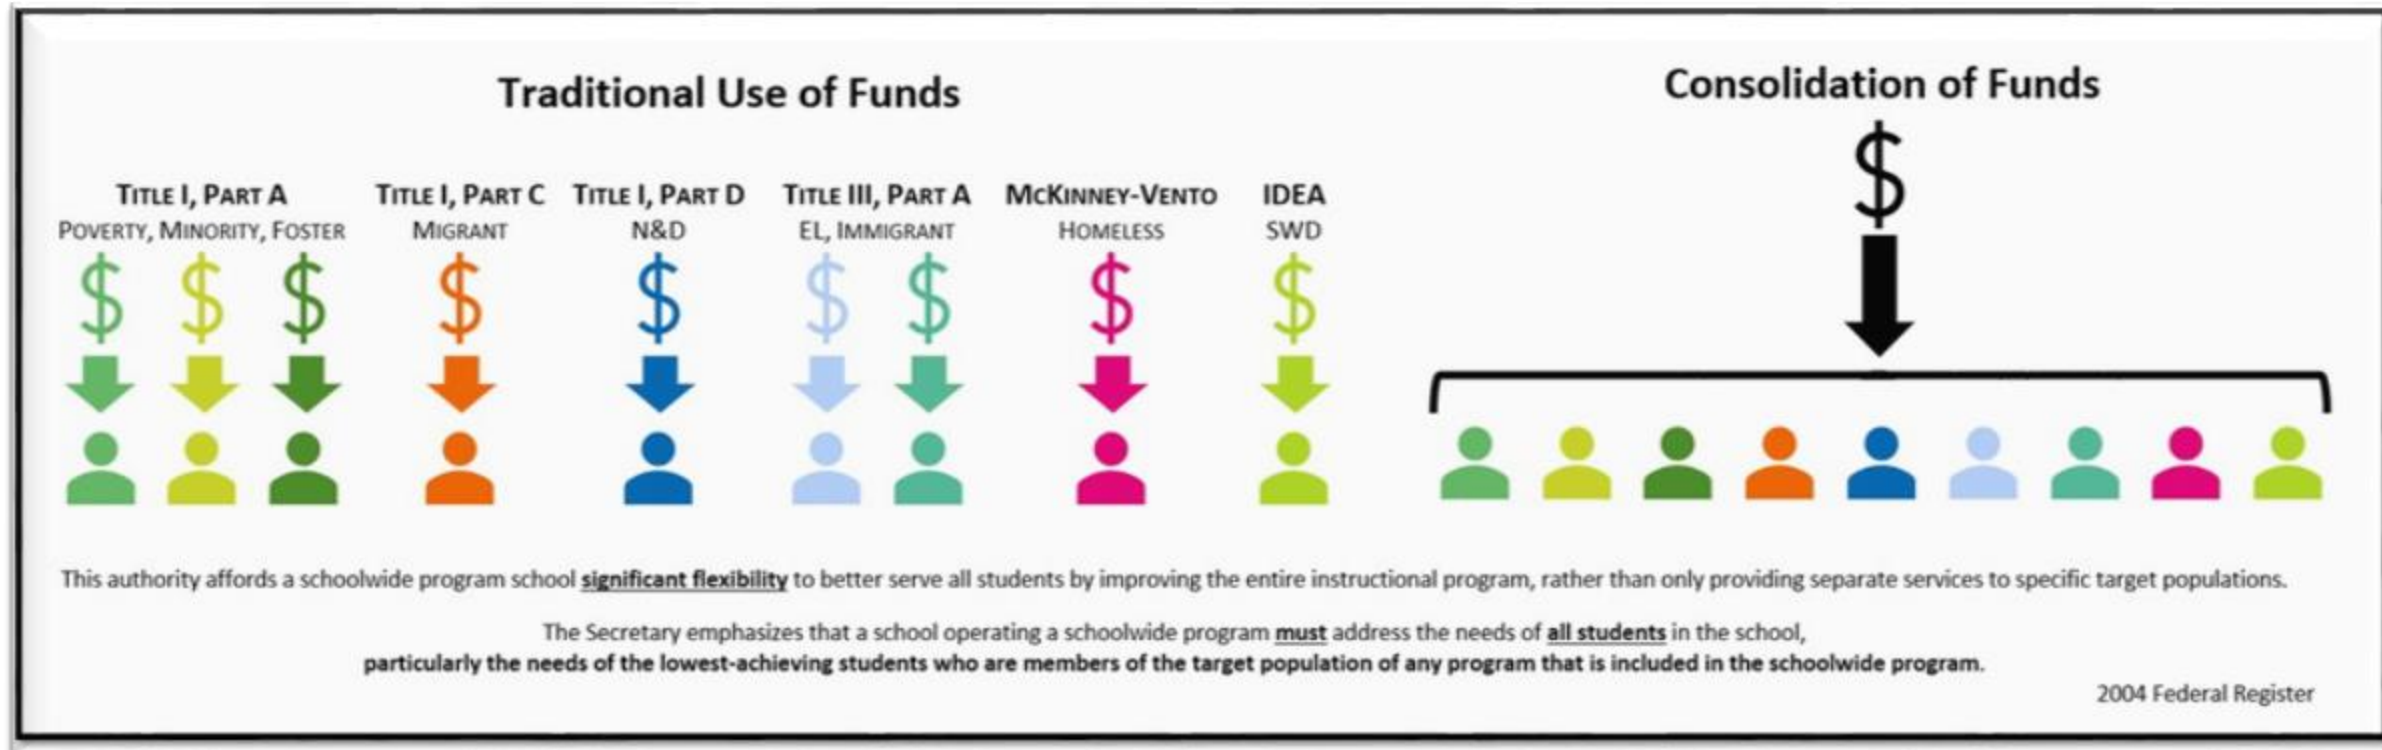 Traditional Use of Funds
Consolidation of Funds
$
TITLE I, PART A
TITLE I, PART C
TITLE I, PART D
TITLE III, PART A
MCKINNEY-VENTO
IDEA
POVERTY, MINORITY, FOSTER
MIGRANT
N&D
EL, IMMIGRANT
HOMELESS
SWD
$ $ $ $ $ $ $ $ $
This authority affords a schoolwide program school significant flexibility to better serve all students by improving the entire instructional program, rather than only providing separate services to specific target populations.
The Secretary emphasizes that a school operating a schoolwide program must address the needs of all students in the school,
particularly the needs of the lowest-achieving students who are members of the target population of any program that is included in the schoolwide program.
2004 Federal Register